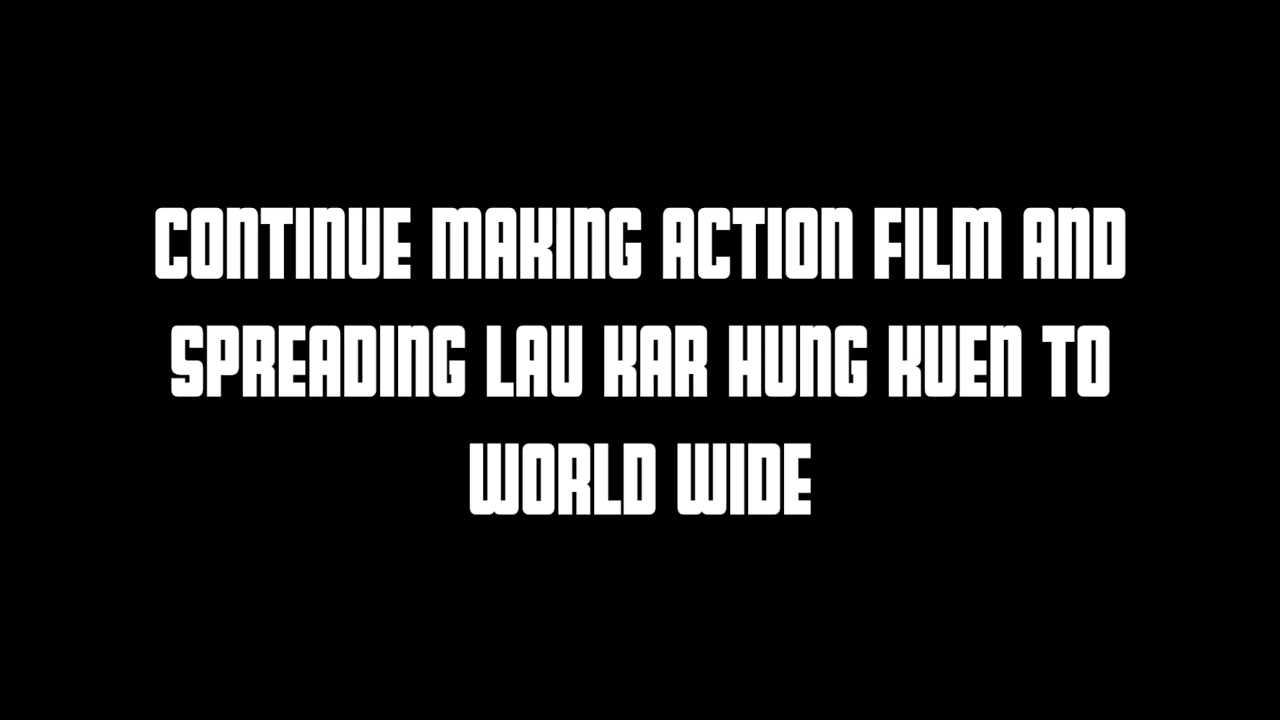 CONTINUE MAKING ACTION FILM AND
SPREADING LAU KAR HUNG KUEN TO
WORLD WIDE